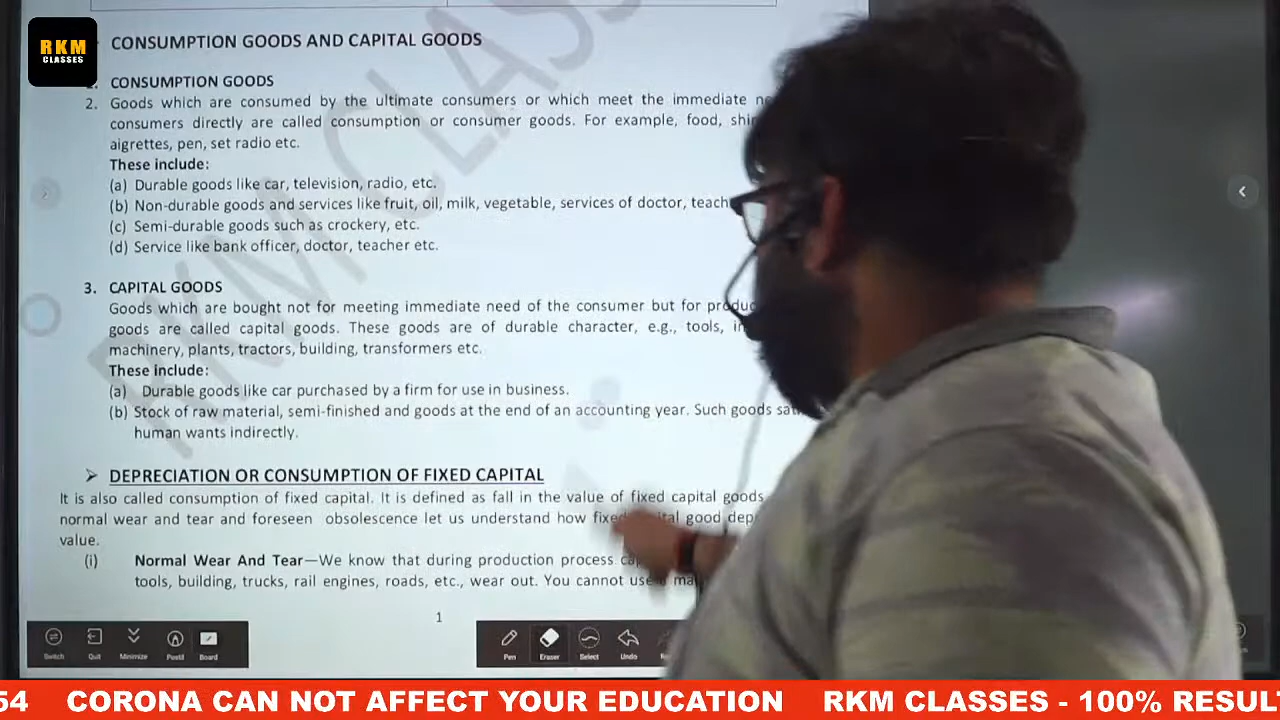 RKM
CLASSES
CONSUMPTION GOODS AND CAPITAL GOODS
CONSUMPTION GOODS
2. Goods which are consumed by the ultimate consumers or which meet the immediate
consumers directly are called consumption or consumer goods. For example, food,
aigrettes, pen, set radio etc.
These include:
(a) Durable goods like car, television, radio, etc.
(b) Non-durable goods and services like fruit, oil, milk, vegetable, services of doctor,
(c) Semi-durable goods such as crockery, etc.
(d) Service like bank officer, doctor, teacher etc.
3. CAPITAL GOODS
Goods which are bought not for meeting immediate need of the consumer but for
goods are called capital goods. These goods are of durable character, e.g., tools,
machinery, plants, tractors, building, transformers etc.
These include:
(a) Durable goods like car purchased by a firm for use in business.
(b) Stock of raw material, semi-finished and goods at the end of an accounting year. Such goods
human wants indirectly.
➢ DEPRECIATION OR CONSUMPTION OF FIXED CAPITAL
It is also called consumption of fixed capital. It is defined as fall in the value of fixed capital goods
normal wear and tear and foreseen obsolescence let us understand how good
value.
(i) Normal Wear And Tear—We know that during production process
tools, building, trucks, rail engines, roads, etc., wear out. You cannot use
1
RKM CLASSES
Switch Quit Minimize Postil Board
Pen Eraser Select Undo
54 CORONA CAN NOT AFFECT YOUR EDUCATION RKM CLASSES - 100% RESULT